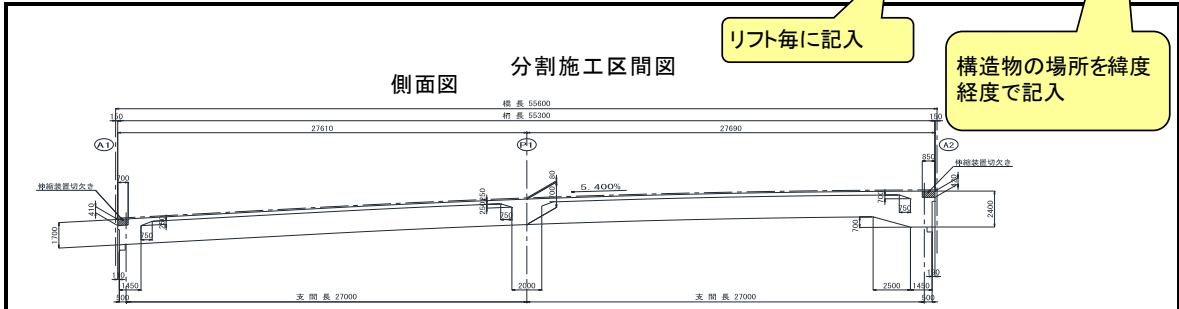 リフト毎に記入
構造物の場所を緯度
経度で記入
分割施工区間図
側面図
橋 長 55600
150
桁 長 55300
150
27610
27690
A1
P1
A2
伸縮装置切欠き
700
850
伸縮装置切欠き
5.400%
410
250
750
750
700
700
750
1700
2400
700
1450
2000
2500
1450
500
支 間 長 27000
支 間 長 27000
500